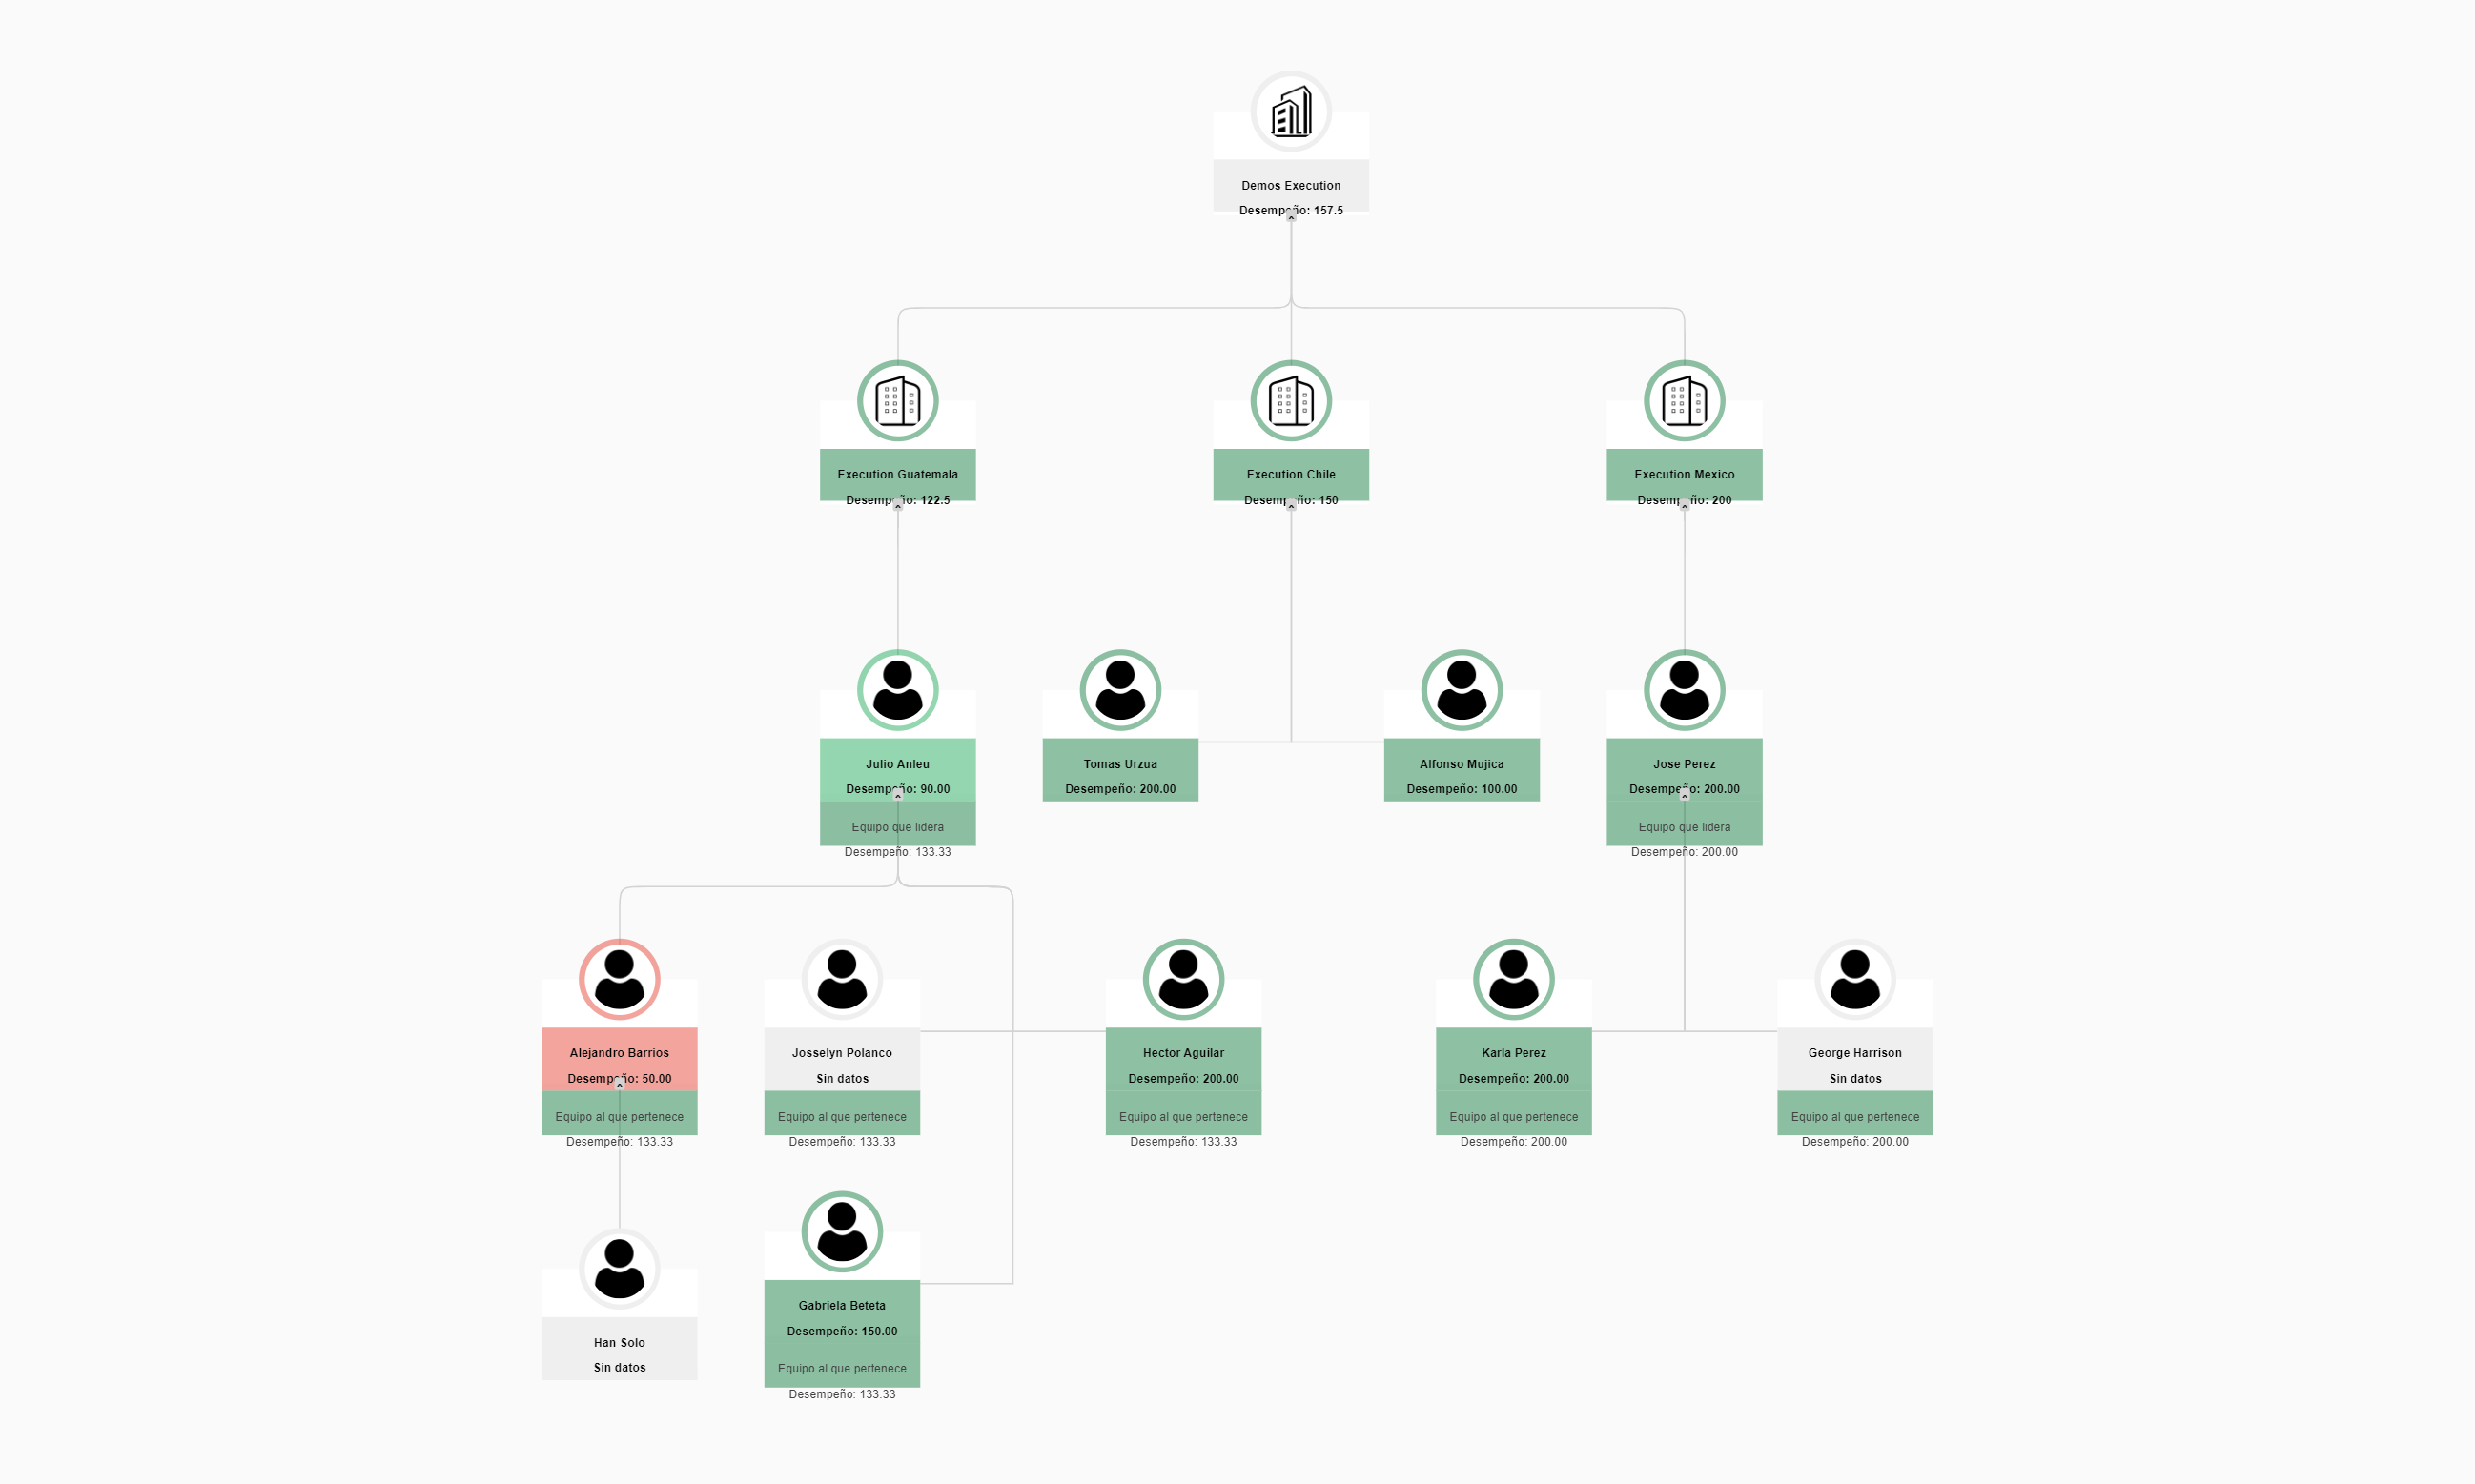 Demos Execution
Desempeño: 157.5
Execution Guatemala
Desempeño: 122.5
Execution Chile
Desempeño: 150
Execution Mexico
Desempeño: 200
Julio Anleu
Desempeño: 90.00
Equipo que lidera
Desempeño: 133.33
Tomas Urzua
Desempeño: 200.00
Alfonso Mujica
Desempeño: 100.00
Jose Perez
Desempeño: 200.00
Equipo que lidera
Desempeño: 200.00
Alejandro Barrios
Desempeño: 50.00
Equipo al que pertenece
Desempeño: 133.33
Josselyn Polanco
Sin datos
Equipo al que pertenece
Desempeño: 133.33
Hector Aguilar
Desempeño: 200.00
Equipo al que pertenece
Desempeño: 133.33
Karla Perez
Desempeño: 200.00
Equipo al que pertenece
Desempeño: 200.00
George Harrison
Sin datos
Equipo al que pertenece
Desempeño: 200.00
Han Solo
Sin datos
Gabriela Beteta
Desempeño: 150.00
Equipo al que pertenece
Desempeño: 133.33